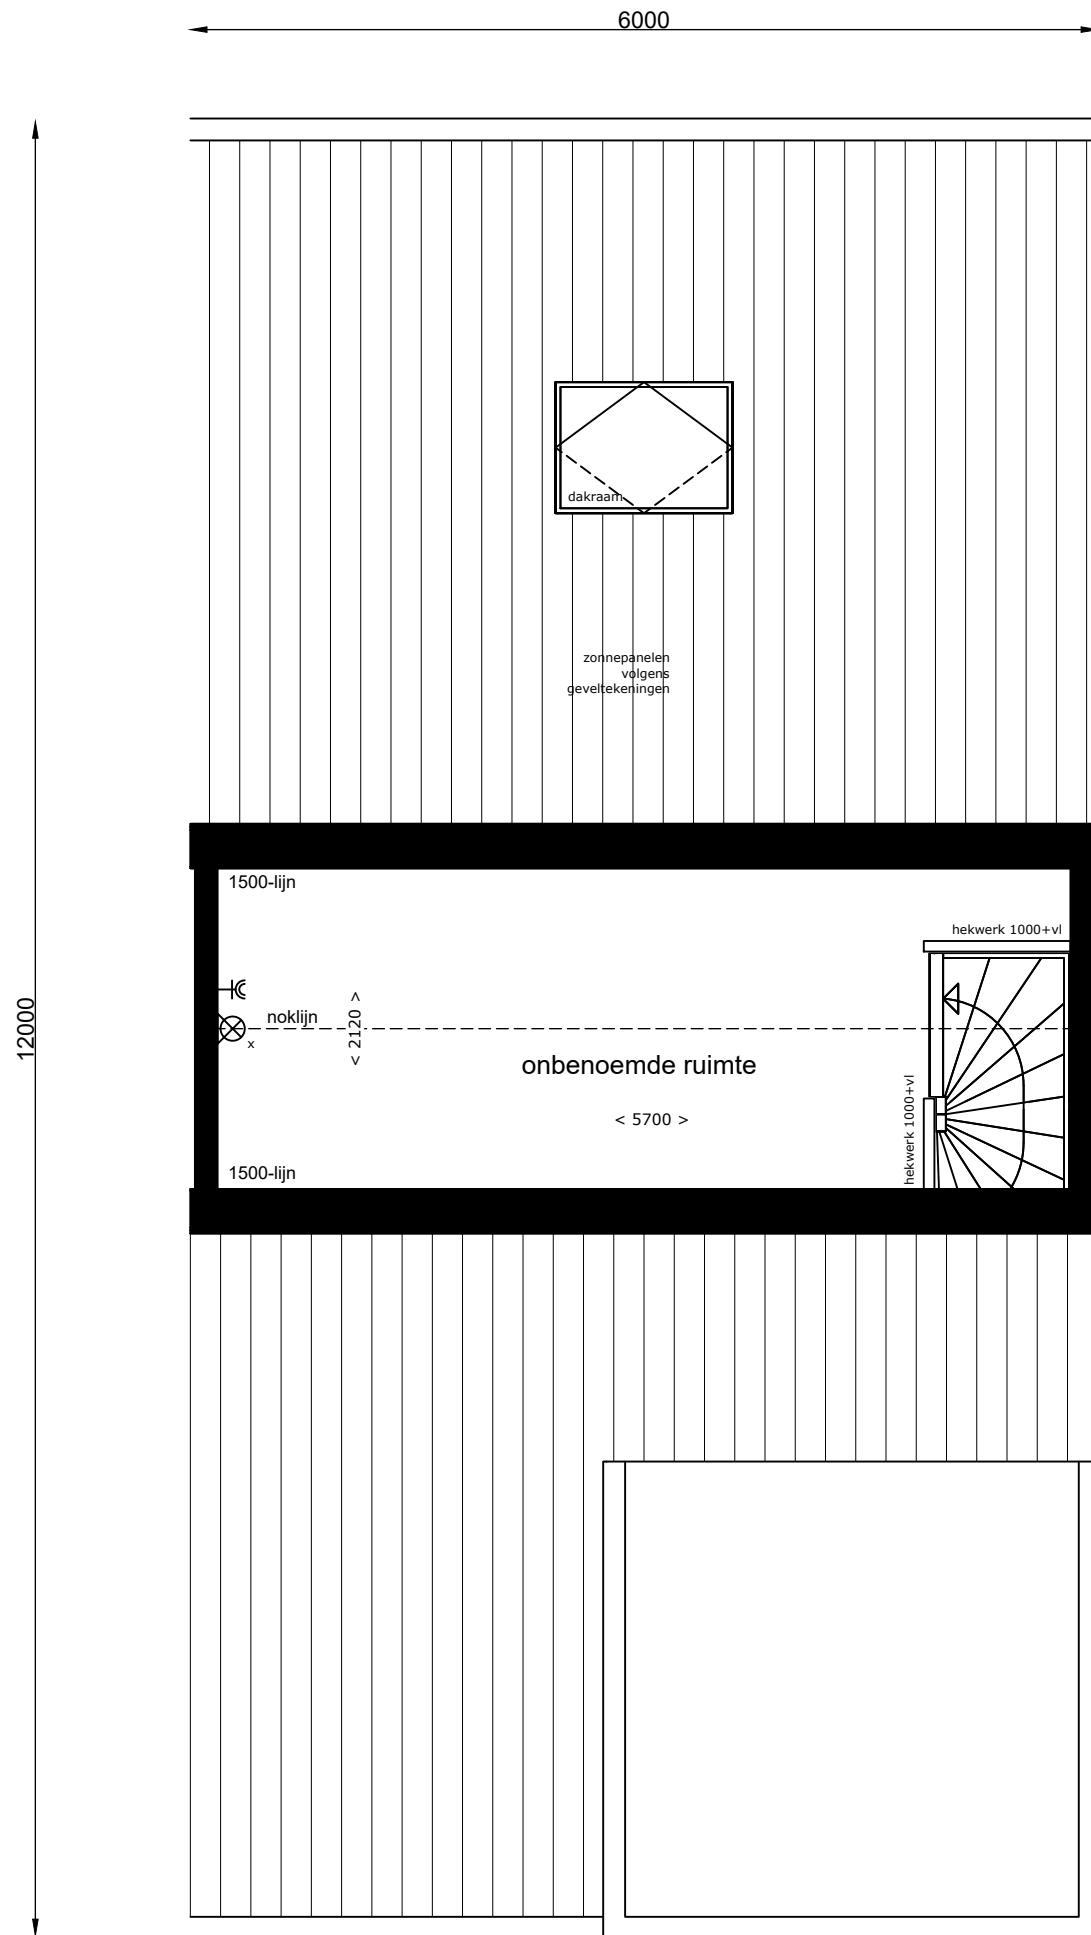 6000
12000
dakraam
zonnepanelen
volgens
geveltekeningen
1500-lijn
hekwerk 1000+vl
noklijn
x
< 2120 >
onbenoemde ruimte
< 5700 >
hekwerk 1000+vl
1500-lijn